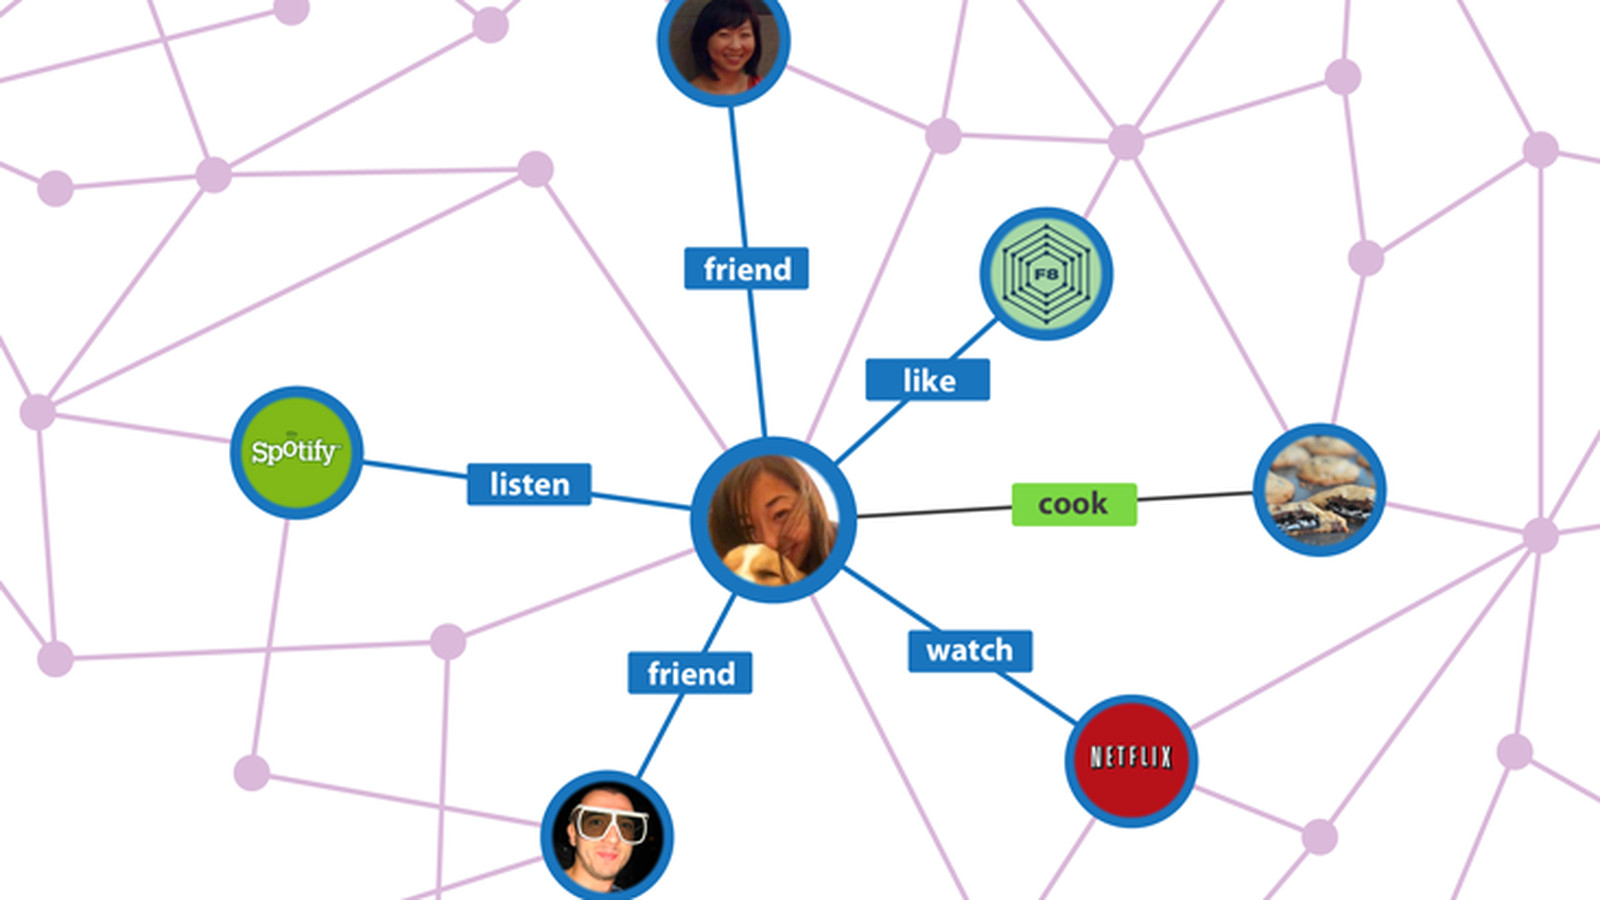 friend
F8
like
Spotify
listen
cook
watch
friend
NETFLIX